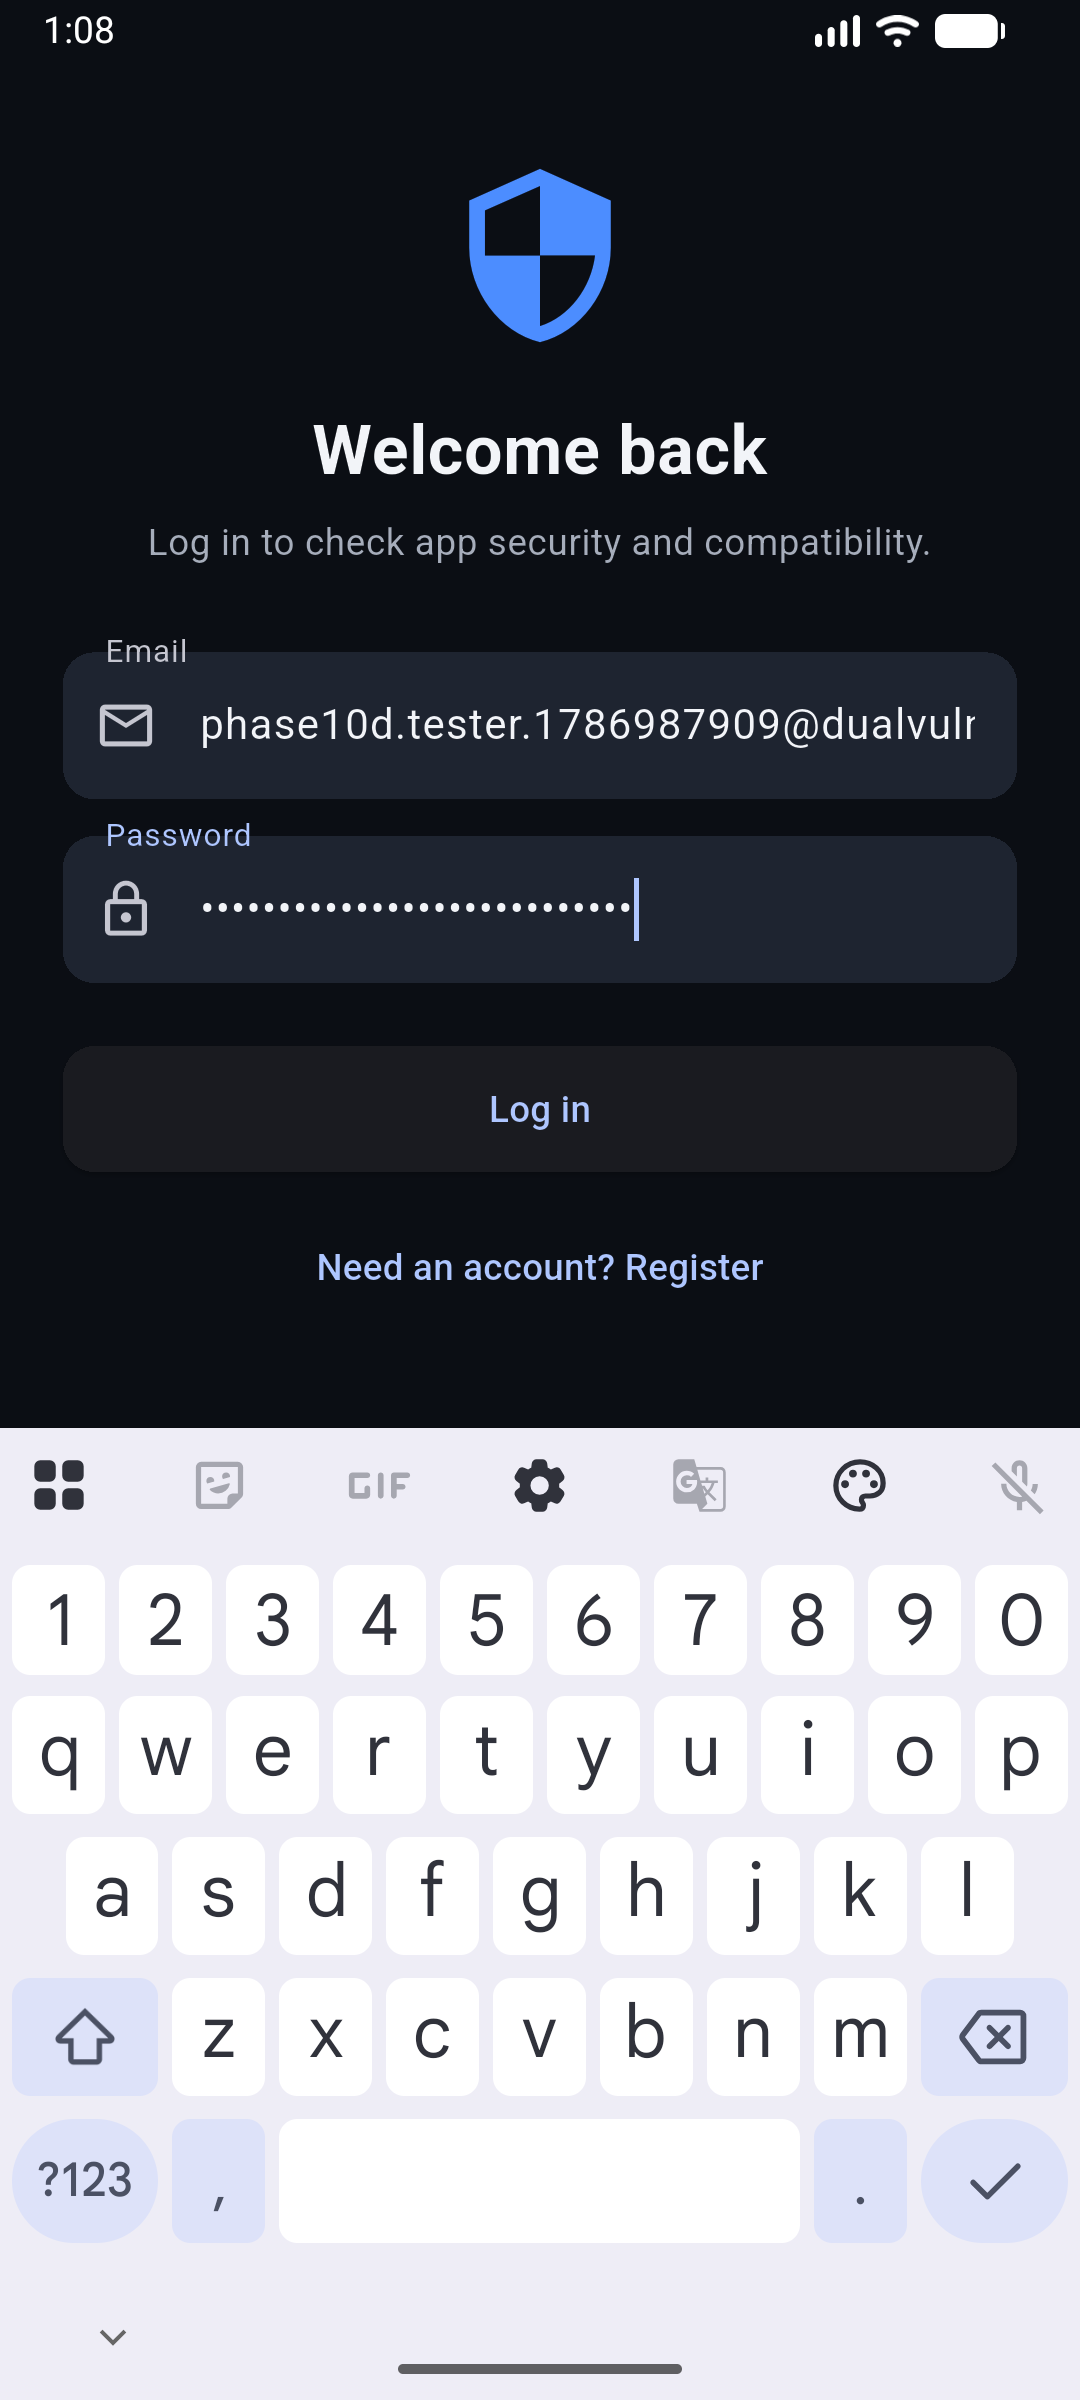 1:08
Welcome back
Log in to check app security and compatibility.
Email
phase10d.tester.1786987909@dualvulr
Password
••••••••••••••••••••••••••••
Log in
Need an account? Register
GIF
G 文
1 2 3 4 5 6 7 8 9 0
q w e r t y u i o p
a s d f g h j k l
z x c v b n m
?123 , .